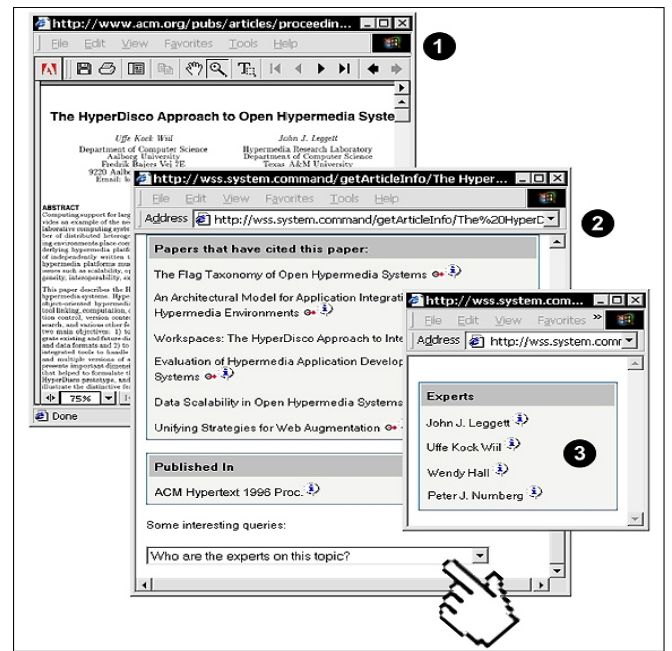 http://www.acm.org/pubs/articles/proceedin...
File Edit View Favorites Tools Help
1
The HyperDisco Approach to Open Hypermedia Syste
Uffe Kock Wiil
Department of Computer Science
Aalborg University
Fredrik Bajers Vej 7E
John J. Leggett
Hypermedia Research Laboratory
Department of Computer Science
Texas A&M University
ABSTRACT
75%
Done
http://wss.system.command/getArticleInfo/The Hyper...
File Edit View Favorites Tools Help
Address http://wss.system.command/getArticleInfo/The%20HyperD
2
Papers that have cited this paper:
The Flag Taxonomy of Open Hypermedia Systems
An Architectural Model for Application Integrati
Hypermedia Environments
Workspaces: The HyperDisco Approach to Inte
Evaluation of Hypermedia Application Develop
Systems
Data Scalability in Open Hypermedia Systems
Unifying Strategies for Web Augmentation
Published In
ACM Hypertext 1996 Proc.
Some interesting queries:
Who are the experts on this topic?
http://wss.system.com...
File Edit View Favorites »
Address http://wss.system.comr
Experts
John J. Leggett
Uffe Kock Wiil
Wendy Hall
Peter J. Nurnberg
3